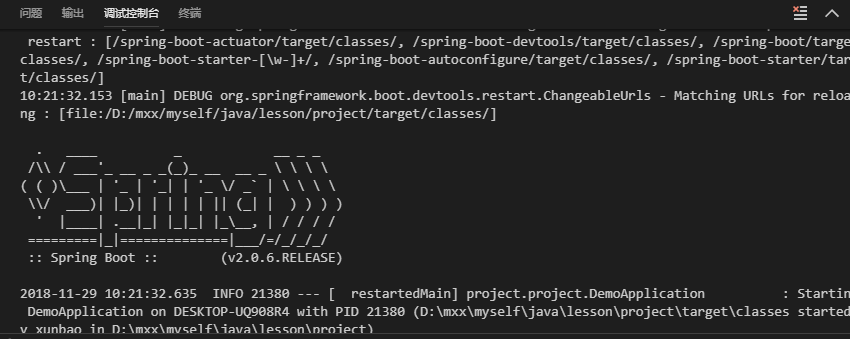 问题 输出 调试控制台 终端
restart : [/spring-boot-actuator/target/classes/, /spring-boot-devtools/target/classes/, /spring-boot/targe
classes/, /spring-boot-starter-[\w-]+/, /spring-boot-autoconfigure/target/classes/, /spring-boot-starter/tar
t/classes/]
10:21:32.153 [main] DEBUG org.springframework.boot.devtools.restart.ChangeableUrls - Matching URLs for reloa
ng : [file:/D:/mxx/myself/java/lesson/project/target/classes/]
  .   ____          _            __ _ _
 /\\ / ___'_ __ _ _(_)_ __  __ _ \ \ \ \
( ( )\___ | '_ | '_| | '_ \/ _` | \ \ \ \
 \\/  ___)| |_)| | | | | || (_| |  ) ) ) )
  '  |____| .__|_| |_|_| |_\__, | / / / /
 =========|_|==============|___/=/_/_/_/
 :: Spring Boot ::        (v2.0.6.RELEASE)
2018-11-29 10:21:32.635  INFO 21380 --- [  restartedMain] project.project.DemoApplication          : Startin
 DemoApplication on DESKTOP-UQ908R4 with PID 21380 (D:\mxx\myself\java\lesson\project\target\classes started
y xunbao in D:\mxx\myself\java\lesson\project)